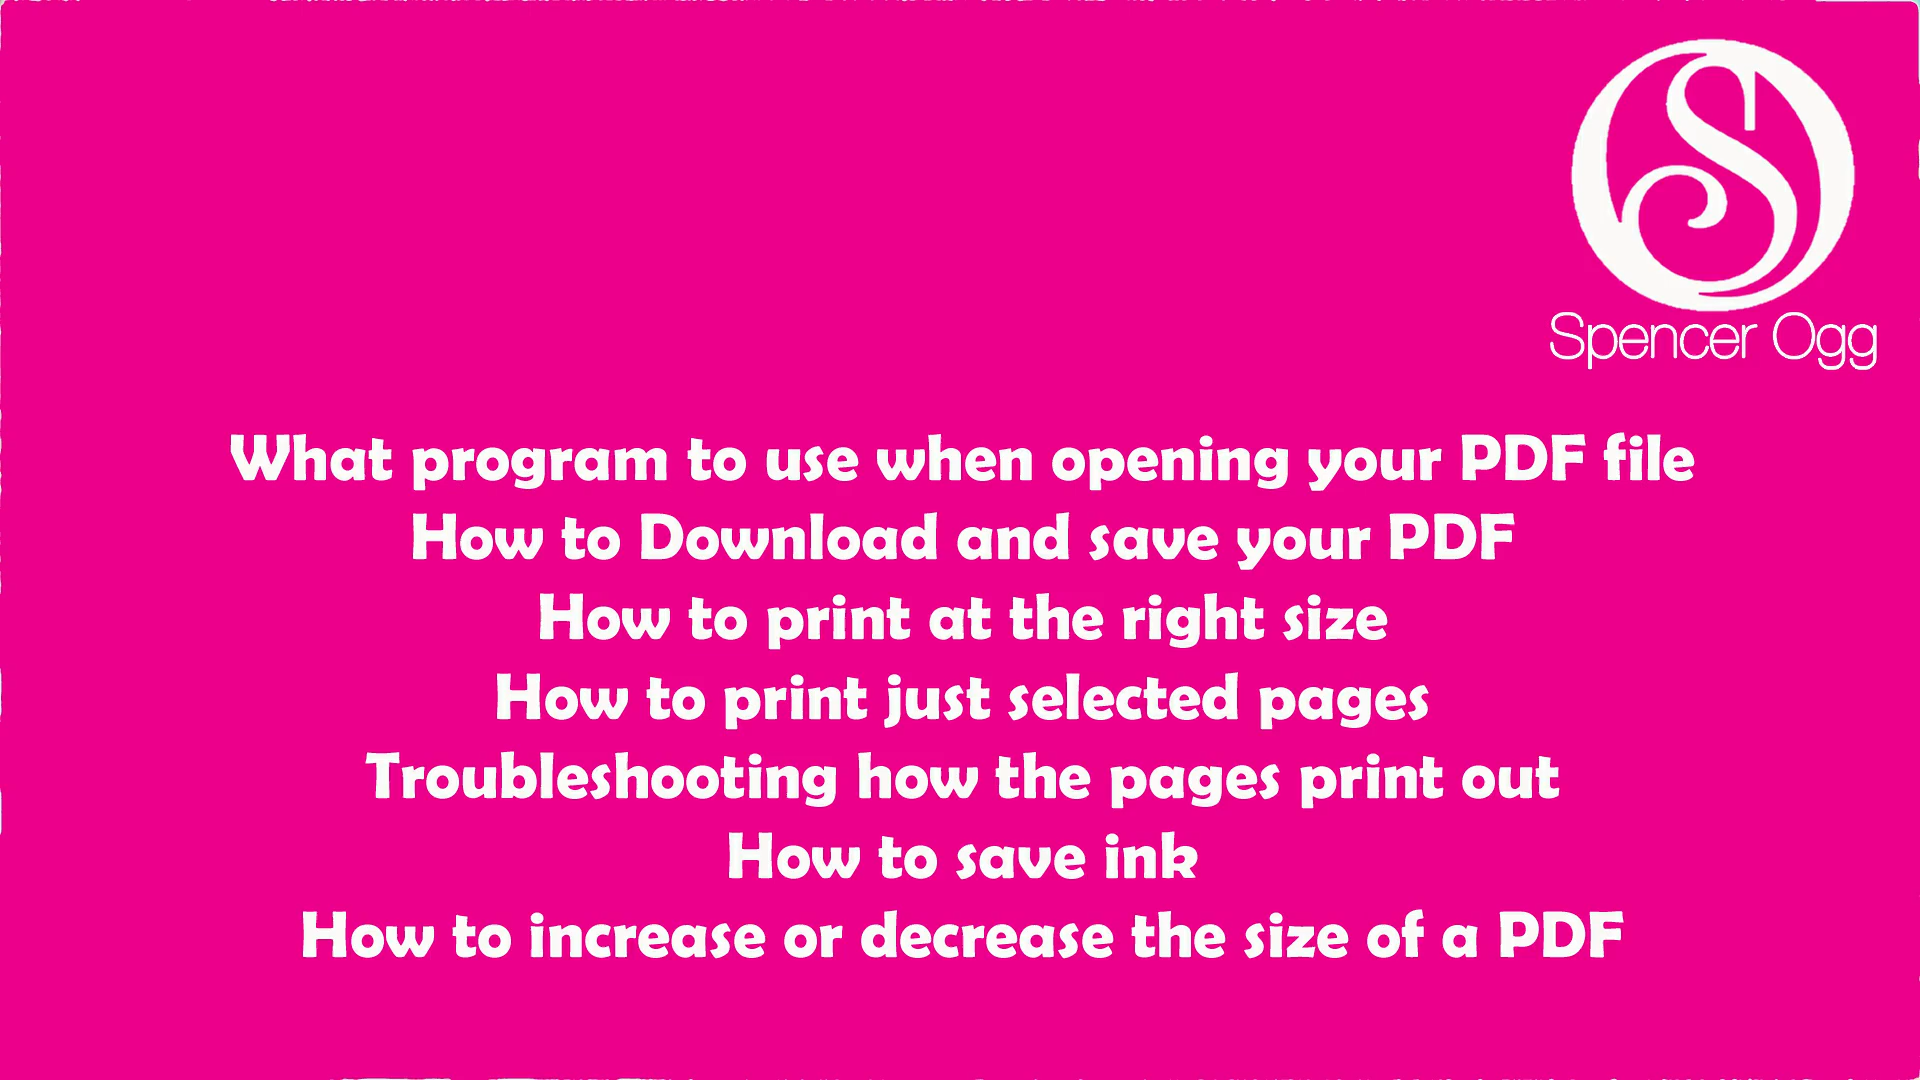 Spencer Ogg
What program to use when opening your PDF file
How to Download and save your PDF
How to print at the right size
How to print just selected pages
Troubleshooting how the pages print out
How to save ink
How to increase or decrease the size of a PDF